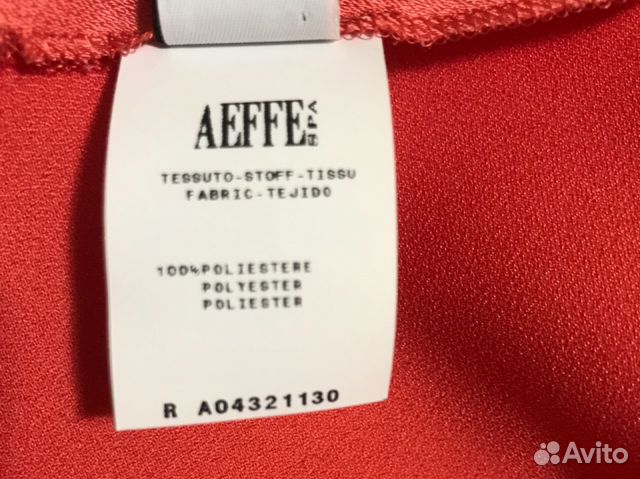 AEFFE SPA
TESSUTO-STOFF-TISSU
FABRIC-TEJIDO
100%POLIESTERE
POLYESTER
POLIESTER
R A04321130
Avito